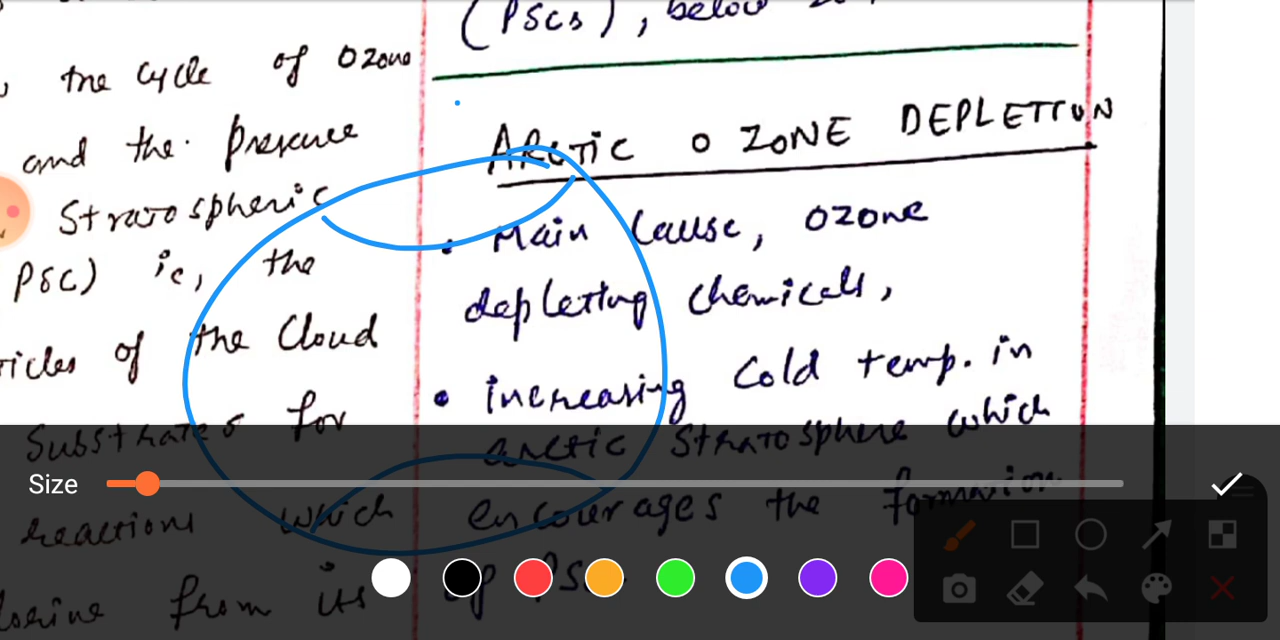 the cycle of Ozone
and the Presence
Stratospheric
PSC) ie, the
ticles of the Cloud
Substrates for
reactions which
from its
(PSCs), below
ARCTIC OZONE DEPLETION
• Main Cause, Ozone
depleting chemicals,
• increasing Cold temp. in
arctic Stratosphere which
encourages the formation
of PSC
Size